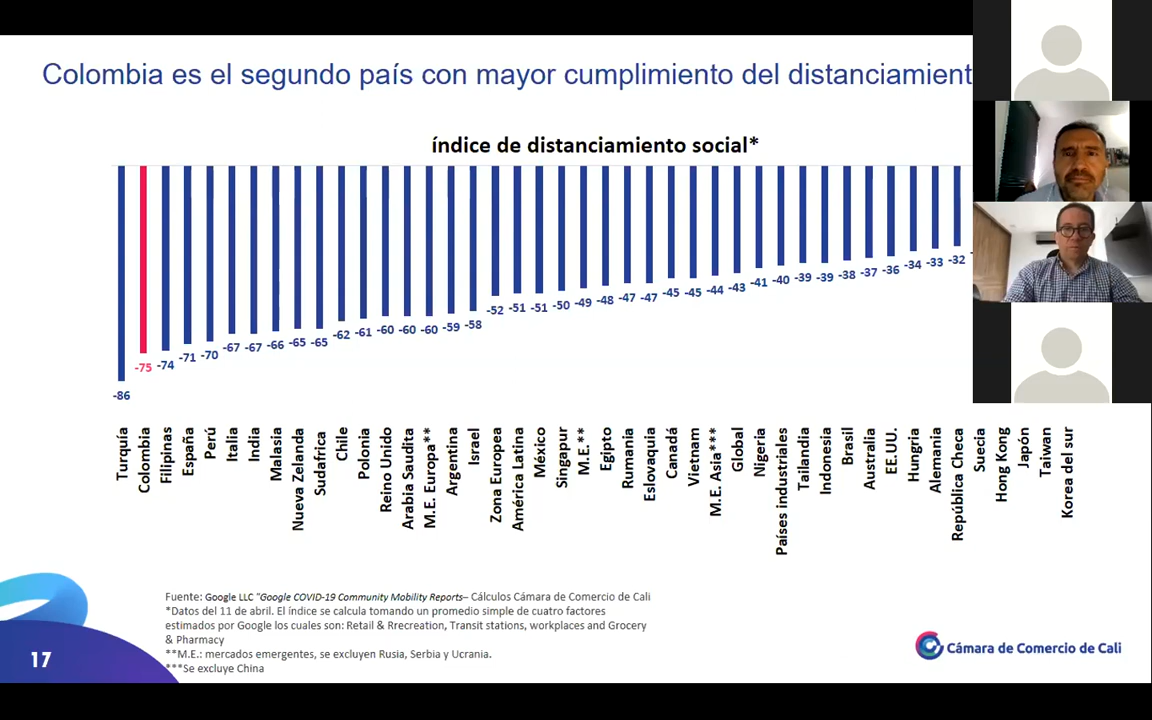 Colombia es el segundo país con mayor cumplimiento del distanciamient
índice de distanciamiento social*
-86
-75
-74
-71
-70
-67
-67
-66
-65
-65
-62
-61
-60
-60
-60
-59
-58
-52
-51
-51
-50
-49
-48
-47
-47
-45
-45
-44
-43
-41
-40
-39
-39
-38
-37
-36
-34
-33
-32
Turquía
Colombia
Filipinas
España
Perú
Italia
India
Malasia
Nueva Zelanda
Sudafrica
Chile
Polonia
Reino Unido
Arabia Saudita
M.E. Europa**
Argentina
Israel
Zona Europea
América Latina
México
Singapur
M.E.**
Egipto
Rumania
Eslovaquia
Canadá
Vietnam
M.E. Asia***
Global
Nigeria
Países industriales
Tailandia
Indonesia
Brasil
Australia
EE.UU.
Hungria
Alemania
República Checa
Suecia
Hong Kong
Japón
Taiwan
Korea del sur
Fuente: Google LLC "Google COVID-19 Community Mobility Reports– Cálculos Cámara de Comercio de Cali
*Datos del 11 de abril. El índice se calcula tomando un promedio simple de cuatro factores
estimados por Google los cuales son: Retail & Rrecreation, Transit stations, workplaces and Grocery
& Pharmacy
**M.E.: mercados emergentes, se excluyen Rusia, Serbia y Ucrania.
***Se excluye China
17
Cámara de Comercio de Cali